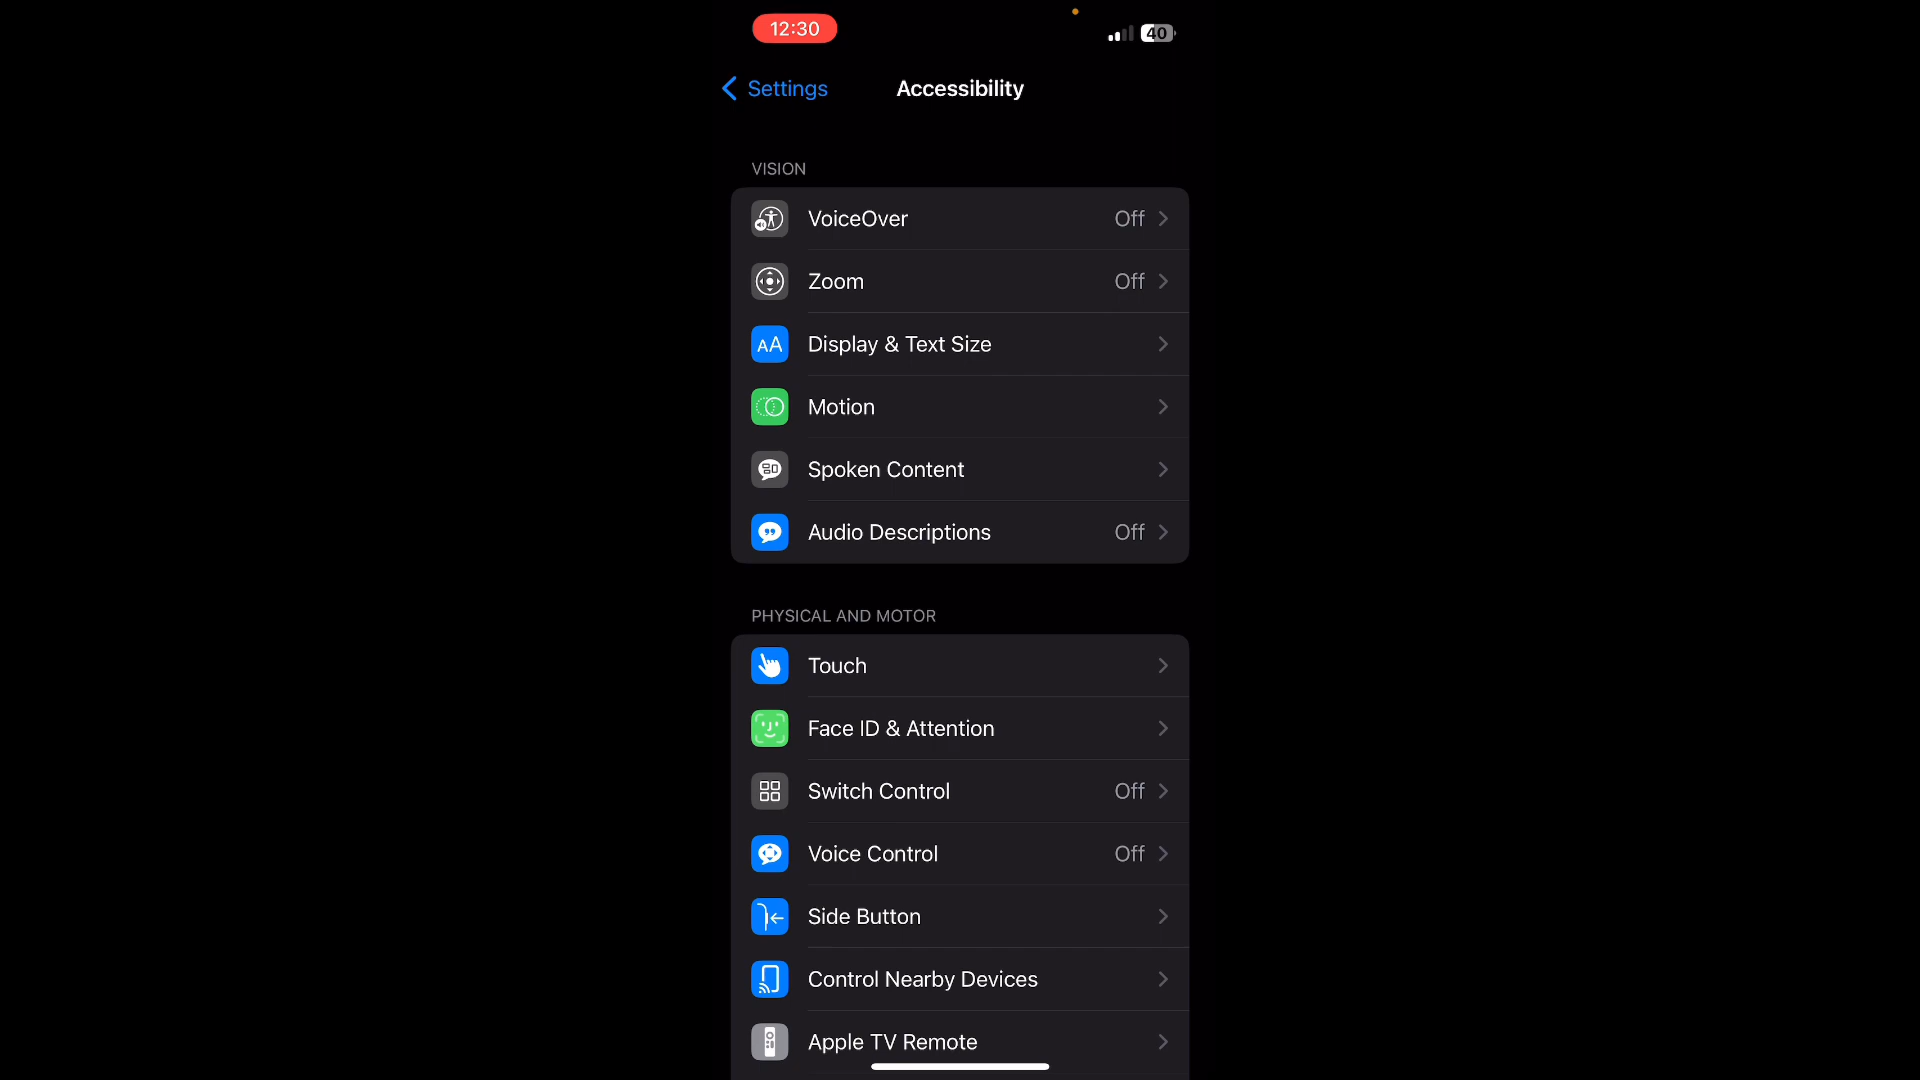 12:30
40
Settings
Accessibility
VISION
VoiceOver Off
Zoom Off
AA Display & Text Size
Motion
Spoken Content
Audio Descriptions Off
PHYSICAL AND MOTOR
Touch
Face ID & Attention
Switch Control Off
Voice Control Off
Side Button
Control Nearby Devices
Apple TV Remote